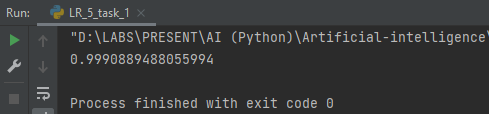 Run: LR_5_task_1 ×
"D:\LABS\PRESENT\AI (Python)\Artificial-intelligence\
0.9990889488055994
Process finished with exit code 0